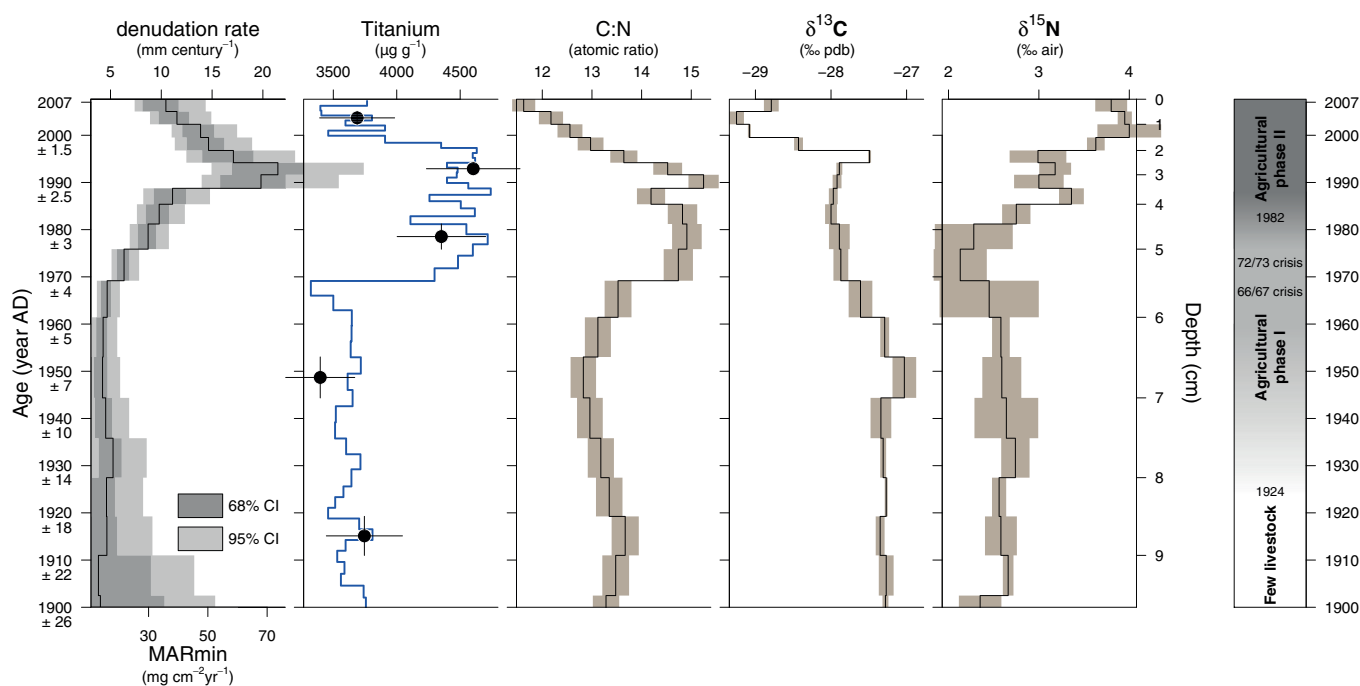 denudation rate
(mm century⁻¹)
5 10 15 20
Titanium
(µg g⁻¹)
3500 4000 4500
C:N
(atomic ratio)
12 13 14 15
δ¹³C
(‰ pdb)
−29 −28 −27
δ¹⁵N
(‰ air)
2 3 4
Age (year AD)
2007
2000
± 1.5
1990
± 2.5
1980
± 3
1970
± 4
1960
± 5
1950
± 7
1940
± 10
1930
± 14
1920
± 18
1910
± 22
1900
± 26
68% CI
95% CI
30 50 70
MARmin
(mg cm⁻²yr⁻¹)
0
1
2
3
4
5
6
7
8
9
Depth (cm)
Agricultural
phase II
1982
72/73 crisis
66/67 crisis
Agricultural
phase I
1924
Few livestock
2007
2000
1990
1980
1970
1960
1950
1940
1930
1920
1910
1900